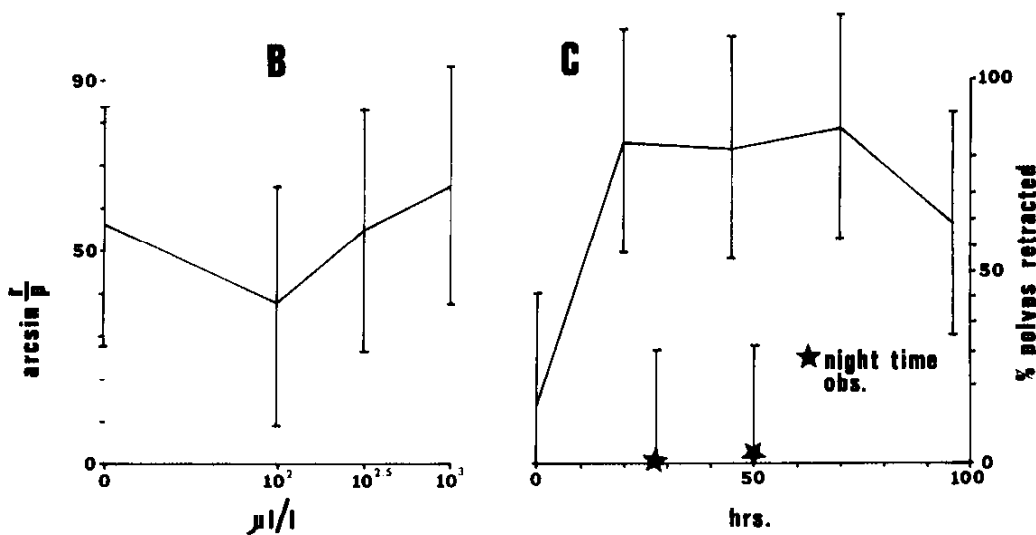 B
90
50
0
arcsin r/p
0
10²
10^2.5
10³
µl/l
C
100
50
0
% polyps retracted
★ night time
obs.
0
50
100
hrs.